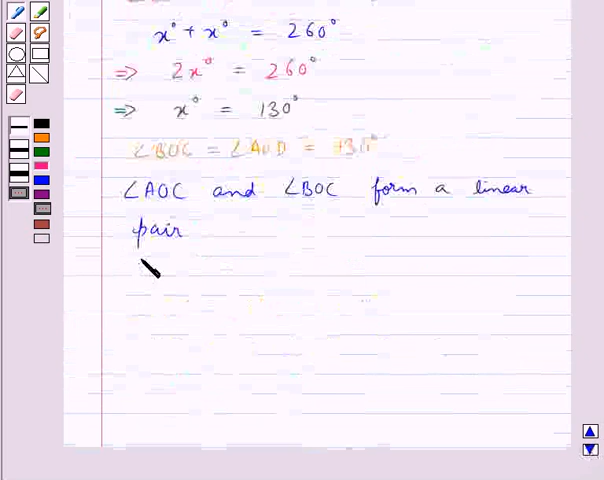 x° + x° = 260°
⇒ 2x° = 260°
⇒ x° = 130°
∠BOC = ∠AOD = 130°
∠AOC and ∠BOC form a linear
pair